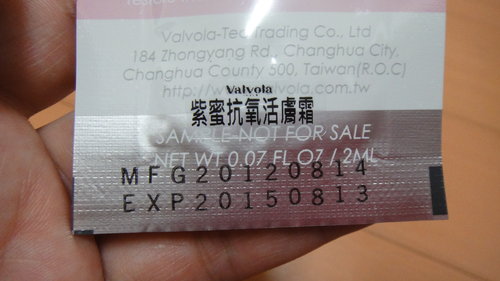 Valvola-Tec Trading Co., Ltd
184 Zhongyang Rd., Changhua City,
Changhua County 500, Taiwan(R.O.C)
Valvola
紫蜜抗氧活膚霜
SAMPLE-NOT FOR SALE
NET WT 0.07 FL OZ / 2ML
MFG20120814
EXP20150813